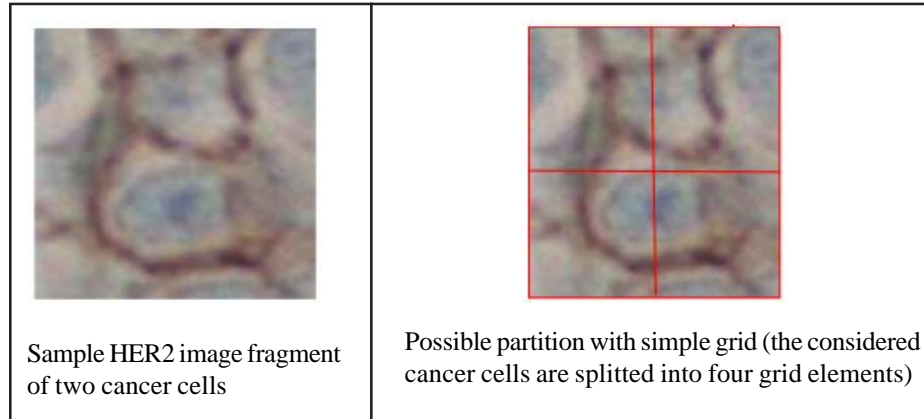 Sample HER2 image fragment
of two cancer cells
Possible partition with simple grid (the considered
cancer cells are splitted into four grid elements)